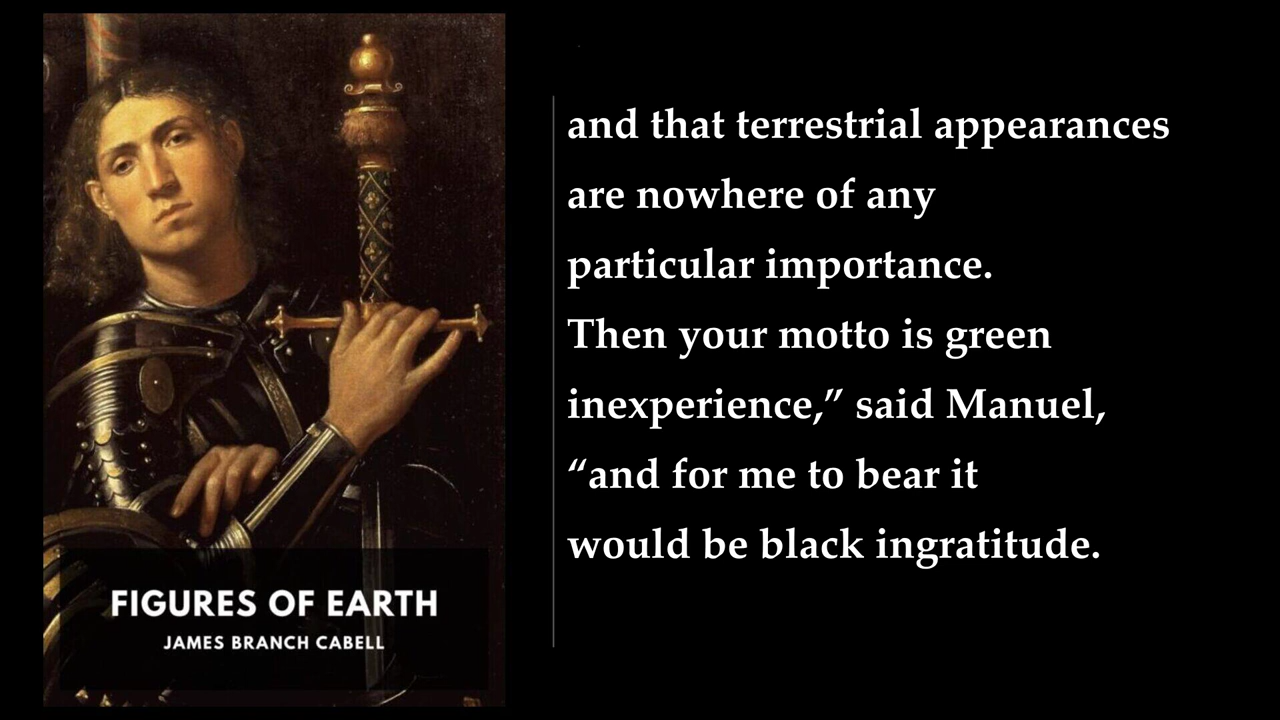 and that terrestrial appearances
are nowhere of any
particular importance.
Then your motto is green
inexperience,” said Manuel,
“and for me to bear it
would be black ingratitude.
FIGURES OF EARTH
JAMES BRANCH CABELL